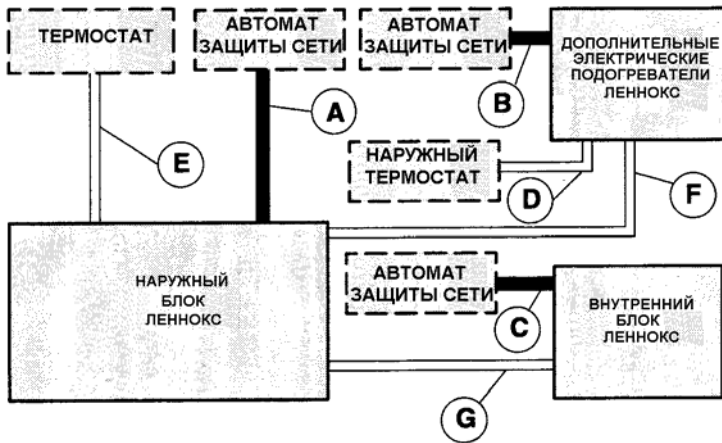 ТЕРМОСТАТ
АВТОМАТ
ЗАЩИТЫ СЕТИ
АВТОМАТ
ЗАЩИТЫ СЕТИ
ДОПОЛНИТЕЛЬНЫЕ
ЭЛЕКТРИЧЕСКИЕ
ПОДОГРЕВАТЕЛИ
ЛЕННОКС
A
B
E
НАРУЖНЫЙ
ТЕРМОСТАТ
D
F
НАРУЖНЫЙ
БЛОК
ЛЕННОКС
АВТОМАТ
ЗАЩИТЫ СЕТИ
C
ВНУТРЕННИЙ
БЛОК
ЛЕННОКС
G